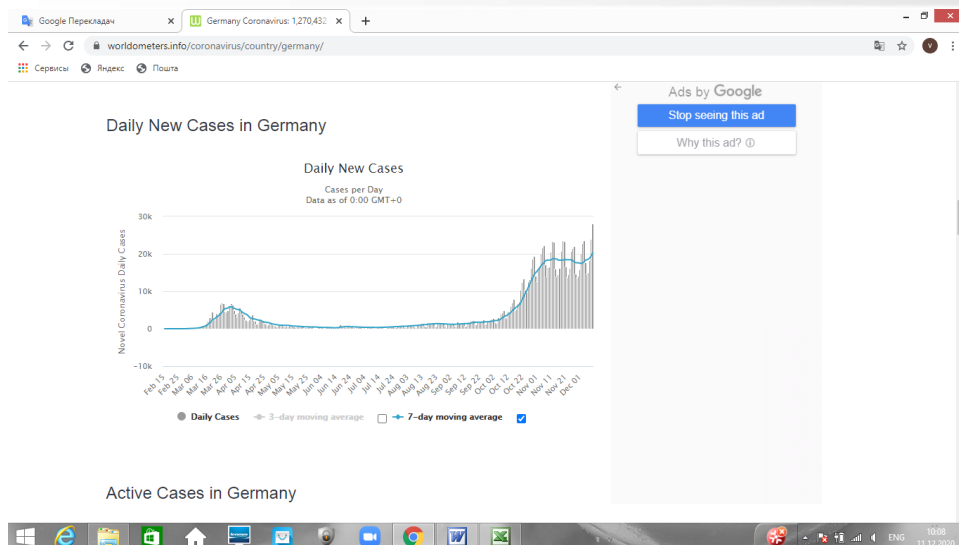 Google Перекладач
Germany Coronavirus: 1,270,432
worldometers.info/coronavirus/country/germany/
V
Сервисы Яндекс Пошта
Ads by Google
Stop seeing this ad
Why this ad?
Daily New Cases in Germany
Daily New Cases
Cases per Day
Data as of 0:00 GMT+0
Novel Coronavirus Daily Cases
30k
20k
10k
0
-10k
Feb 15 Feb 25 Mar 06 Mar 16 Mar 26 Apr 05 Apr 15 Apr 25 May 05 May 15 May 25 Jun 04 Jun 14 Jun 24 Jul 04 Jul 14 Jul 24 Aug 03 Aug 13 Aug 23 Sep 02 Sep 12 Sep 22 Oct 02 Oct 12 Oct 22 Nov 01 Nov 11 Nov 21 Dec 01
Daily Cases 3-day moving average 7-day moving average
Active Cases in Germany
ENG
10:08
11.12.2020